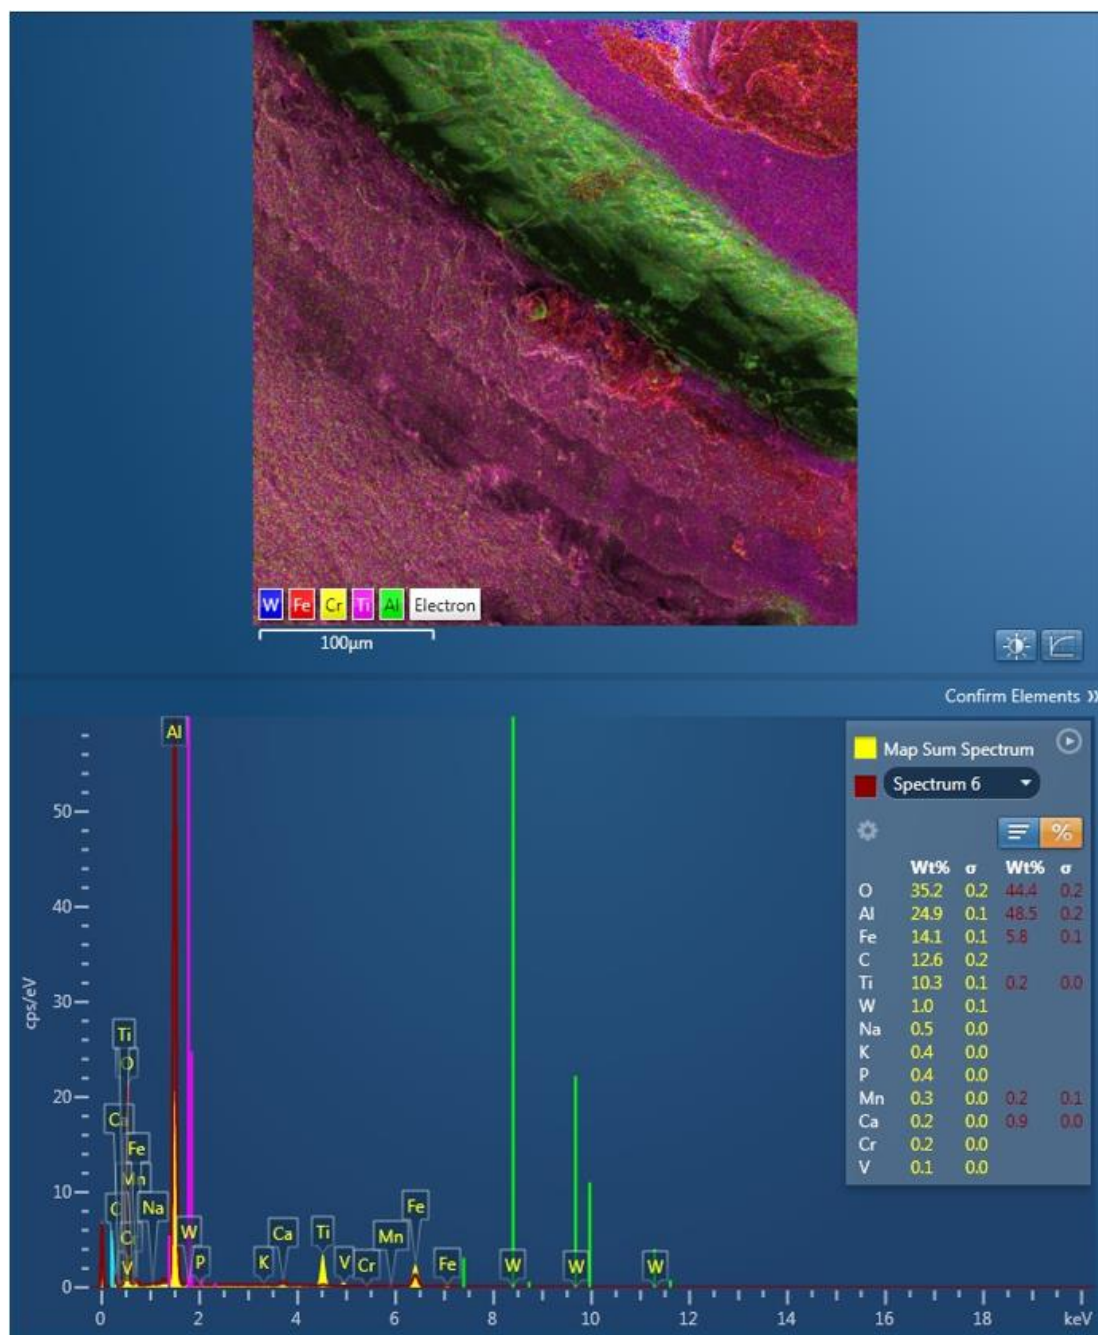 W Fe Cr Ti Al Electron
100µm
Confirm Elements »
Map Sum Spectrum
Spectrum 6
%
Wt% σ Wt% σ
O 35.2 0.2 44.4 0.2
Al 24.9 0.1 48.5 0.2
Fe 14.1 0.1 5.8 0.1
C 12.6 0.2
Ti 10.3 0.1 0.2 0.0
W 1.0 0.1
Na 0.5 0.0
K 0.4 0.0
P 0.4 0.0
Mn 0.3 0.0 0.2 0.1
Ca 0.2 0.0 0.9 0.0
Cr 0.2 0.0
V 0.1 0.0
cps/eV
50
40
30
20
10
0
Al
Ti
O
Ca
Fe
Mn
C
Na
Cr
V
W
P
K
Ca
Ti
V
Cr
Mn
Fe
Fe
W
W
W
0 2 4 6 8 10 12 14 16 18 keV